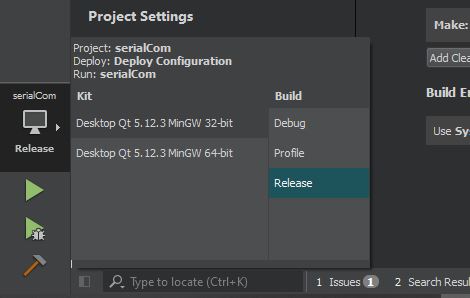 Project Settings
Make:
Project: serialCom
Deploy: Deploy Configuration
Run: serialCom
Add Clea
serialCom
Kit
Build
Build En
Desktop Qt 5.12.3 MinGW 32-bit
Debug
Use Sys
Release
Desktop Qt 5.12.3 MinGW 64-bit
Profile
Release
Type to locate (Ctrl+K)
1 Issues 1
2 Search Resul